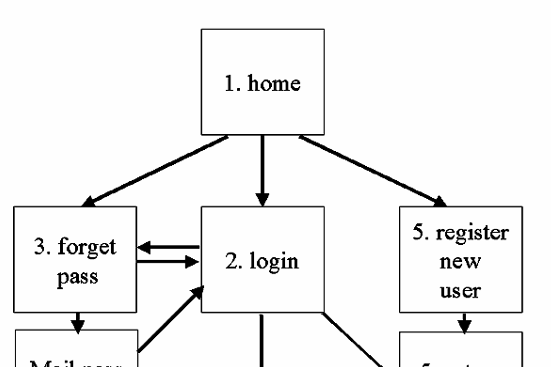 1. home
3. forget
pass
2. login
5. register
new
user